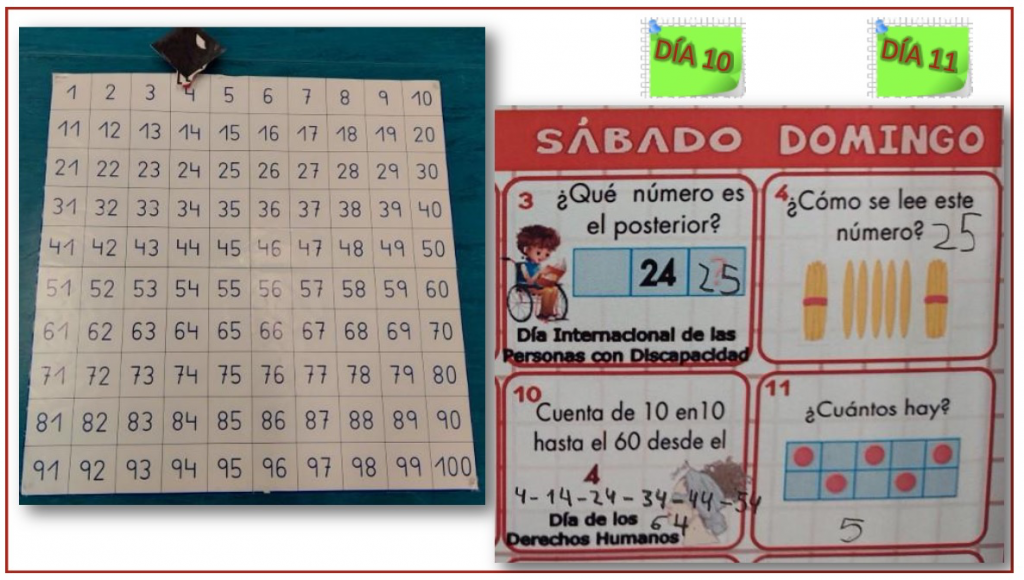 1 2 3 4 5 6 7 8 9 10
11 12 13 14 15 16 17 18 19 20
21 22 23 24 25 26 27 28 29 30
31 32 33 34 35 36 37 38 39 40
41 42 43 44 45 46 47 48 49 50
51 52 53 54 55 56 57 58 59 60
61 62 63 64 65 66 67 68 69 70
71 72 73 74 75 76 77 78 79 80
81 82 83 84 85 86 87 88 89 90
91 92 93 94 95 96 97 98 99 100
DÍA 10
DÍA 11
SÁBADO DOMINGO
3 ¿Qué número es
el posterior?
24 ? 25
Día Internacional de las
Personas con Discapacidad
4 ¿Cómo se lee este
número? 25
10
Cuenta de 10 en 10
hasta el 60 desde el
4
4-14-24-34-44-54
64
Día de los
Derechos Humanos
11
¿Cuántos hay?
5